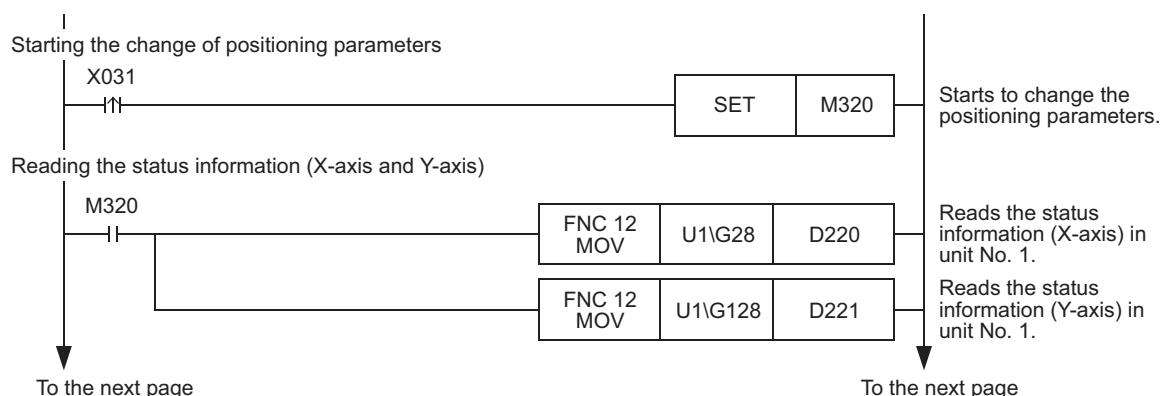 Starting the change of positioning parameters
X031
SET M320
Starts to change the
positioning parameters.
Reading the status information (X-axis and Y-axis)
M320
FNC 12
MOV
U1\G28
D220
Reads the status
information (X-axis) in
unit No. 1.
FNC 12
MOV
U1\G128
D221
Reads the status
information (Y-axis) in
unit No. 1.
To the next page
To the next page